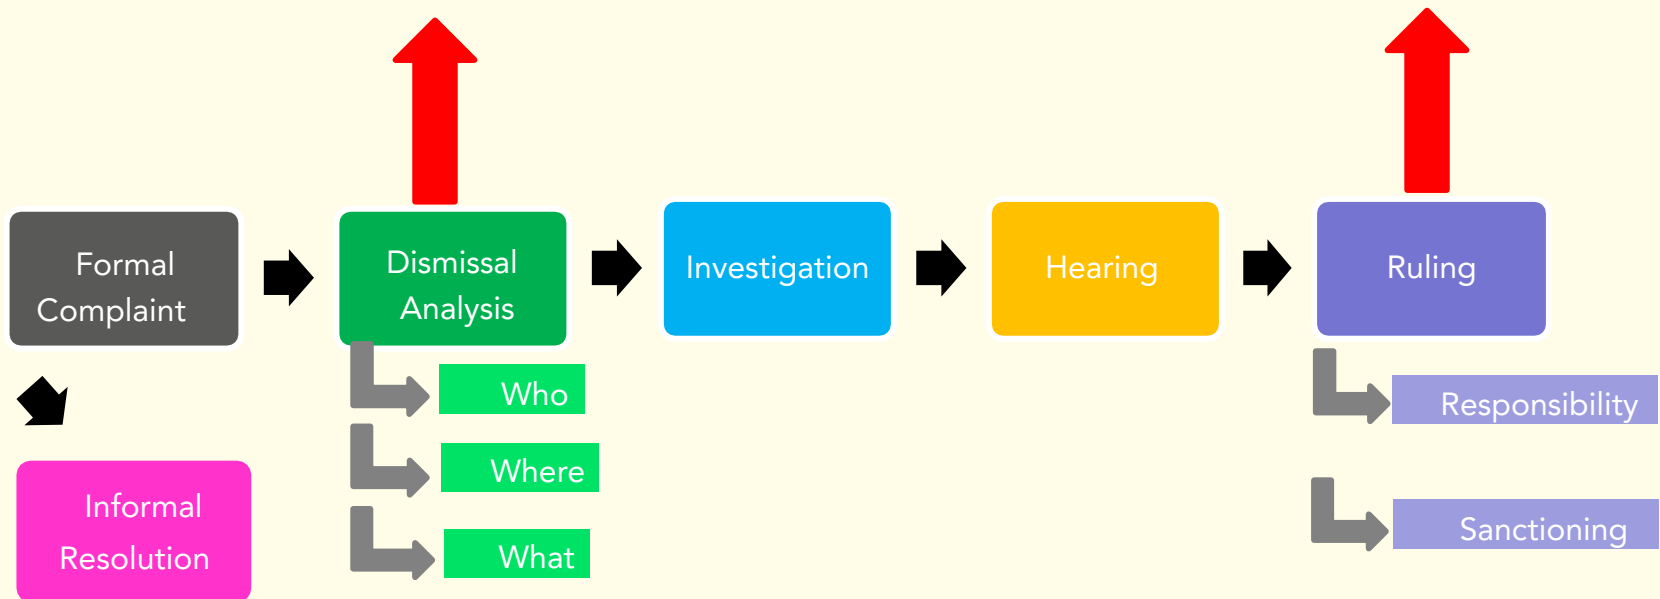 Formal
Complaint
Dismissal
Analysis
Investigation
Hearing
Ruling
Who
Where
What
Responsibility
Sanctioning
Informal
Resolution